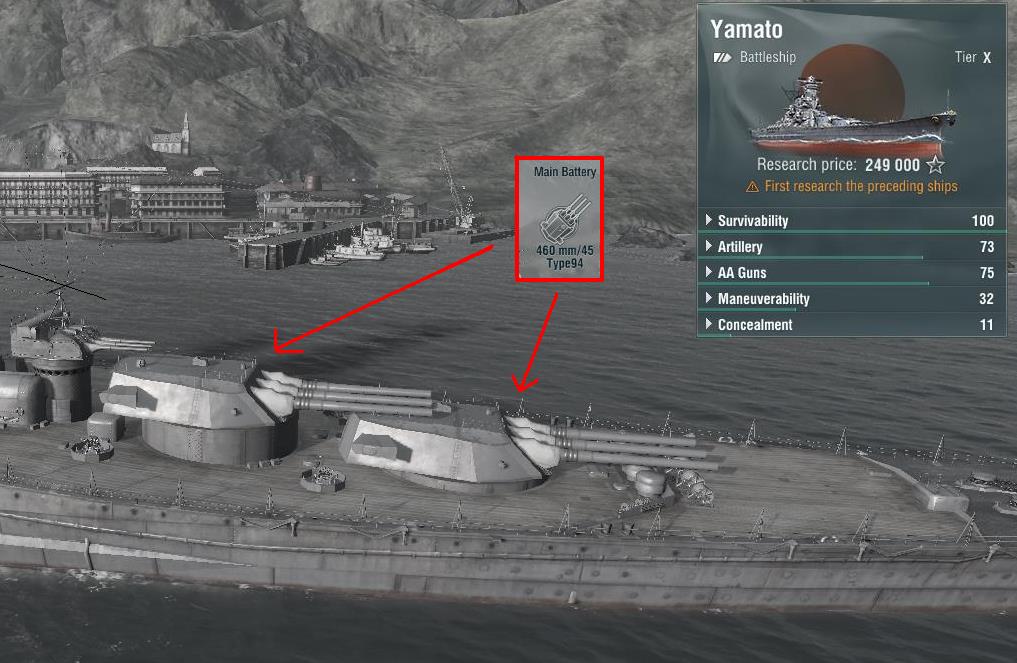 Yamato
Battleship
Tier X
Research price: 249 000
First research the preceding ships
Survivability 100
Artillery 73
AA Guns 75
Maneuverability 32
Concealment 11
Main Battery
460 mm/45
Type94